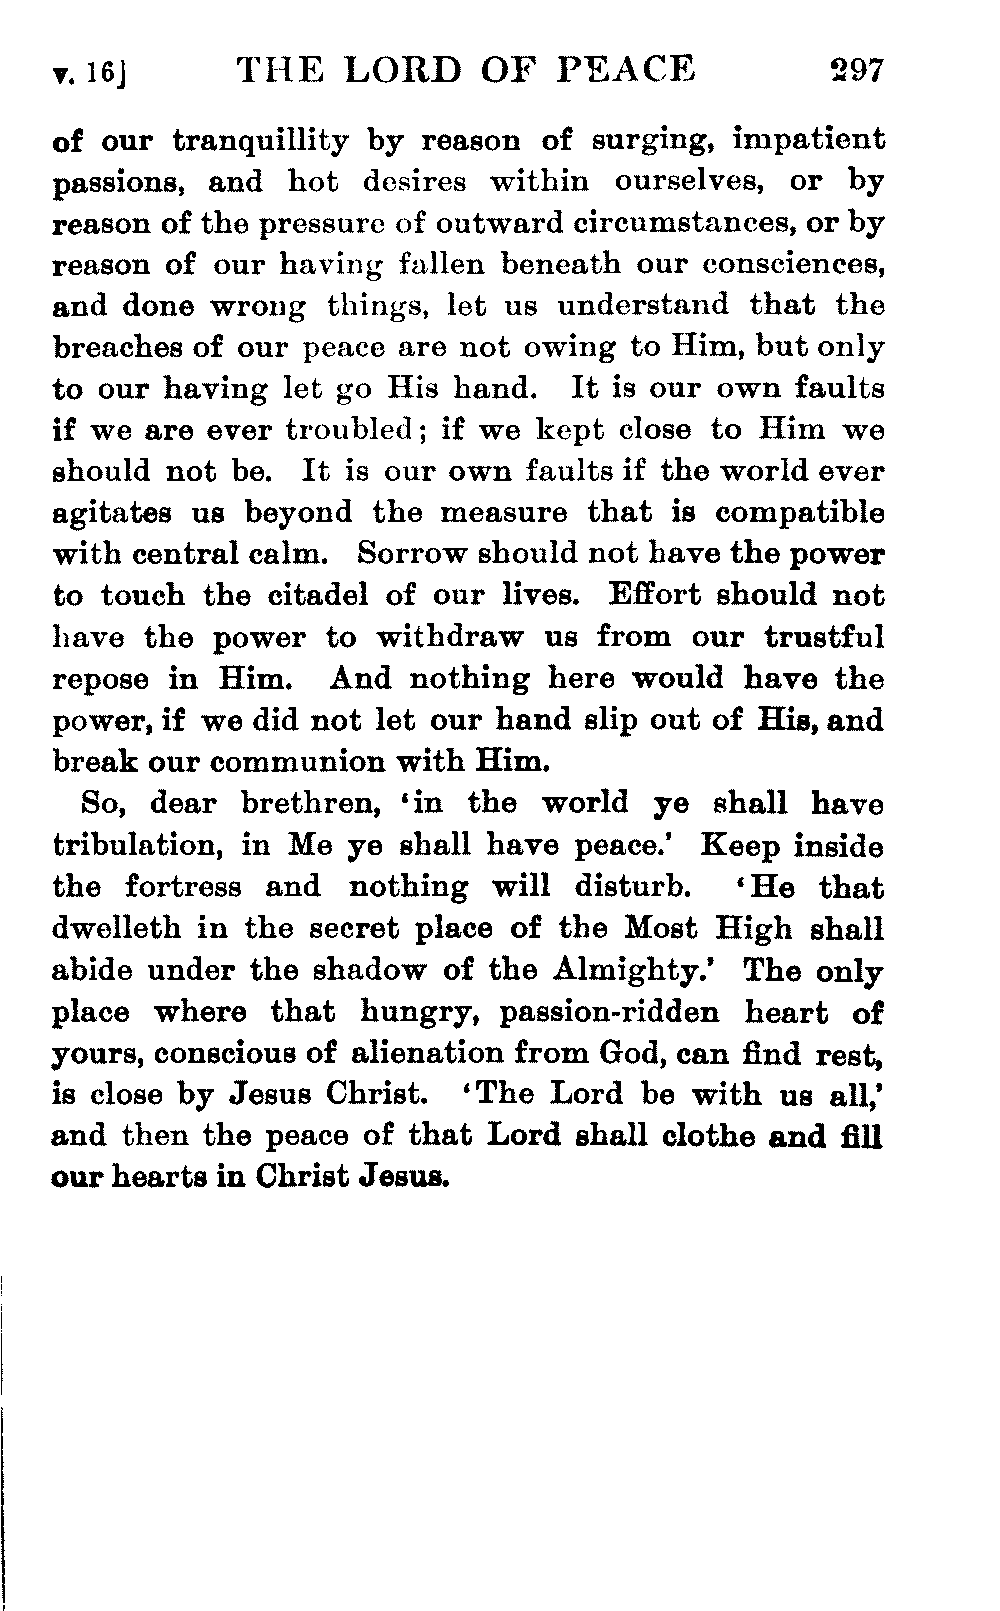 v. 16] THE LORD OF PEACE 297
of our tranquillity by reason of surging, impatient
passions, and hot desires within ourselves, or by
reason of the pressure of outward circumstances, or by
reason of our having fallen beneath our consciences,
and done wrong things, let us understand that the
breaches of our peace are not owing to Him, but only
to our having let go His hand. It is our own faults
if we are ever troubled; if we kept close to Him we
should not be. It is our own faults if the world ever
agitates us beyond the measure that is compatible
with central calm. Sorrow should not have the power
to touch the citadel of our lives. Effort should not
have the power to withdraw us from our trustful
repose in Him. And nothing here would have the
power, if we did not let our hand slip out of His, and
break our communion with Him.
So, dear brethren, ‘in the world ye shall have
tribulation, in Me ye shall have peace.’ Keep inside
the fortress and nothing will disturb. ‘He that
dwelleth in the secret place of the Most High shall
abide under the shadow of the Almighty.’ The only
place where that hungry, passion-ridden heart of
yours, conscious of alienation from God, can find rest,
is close by Jesus Christ. ‘The Lord be with us all,’
and then the peace of that Lord shall clothe and fill
our hearts in Christ Jesus.